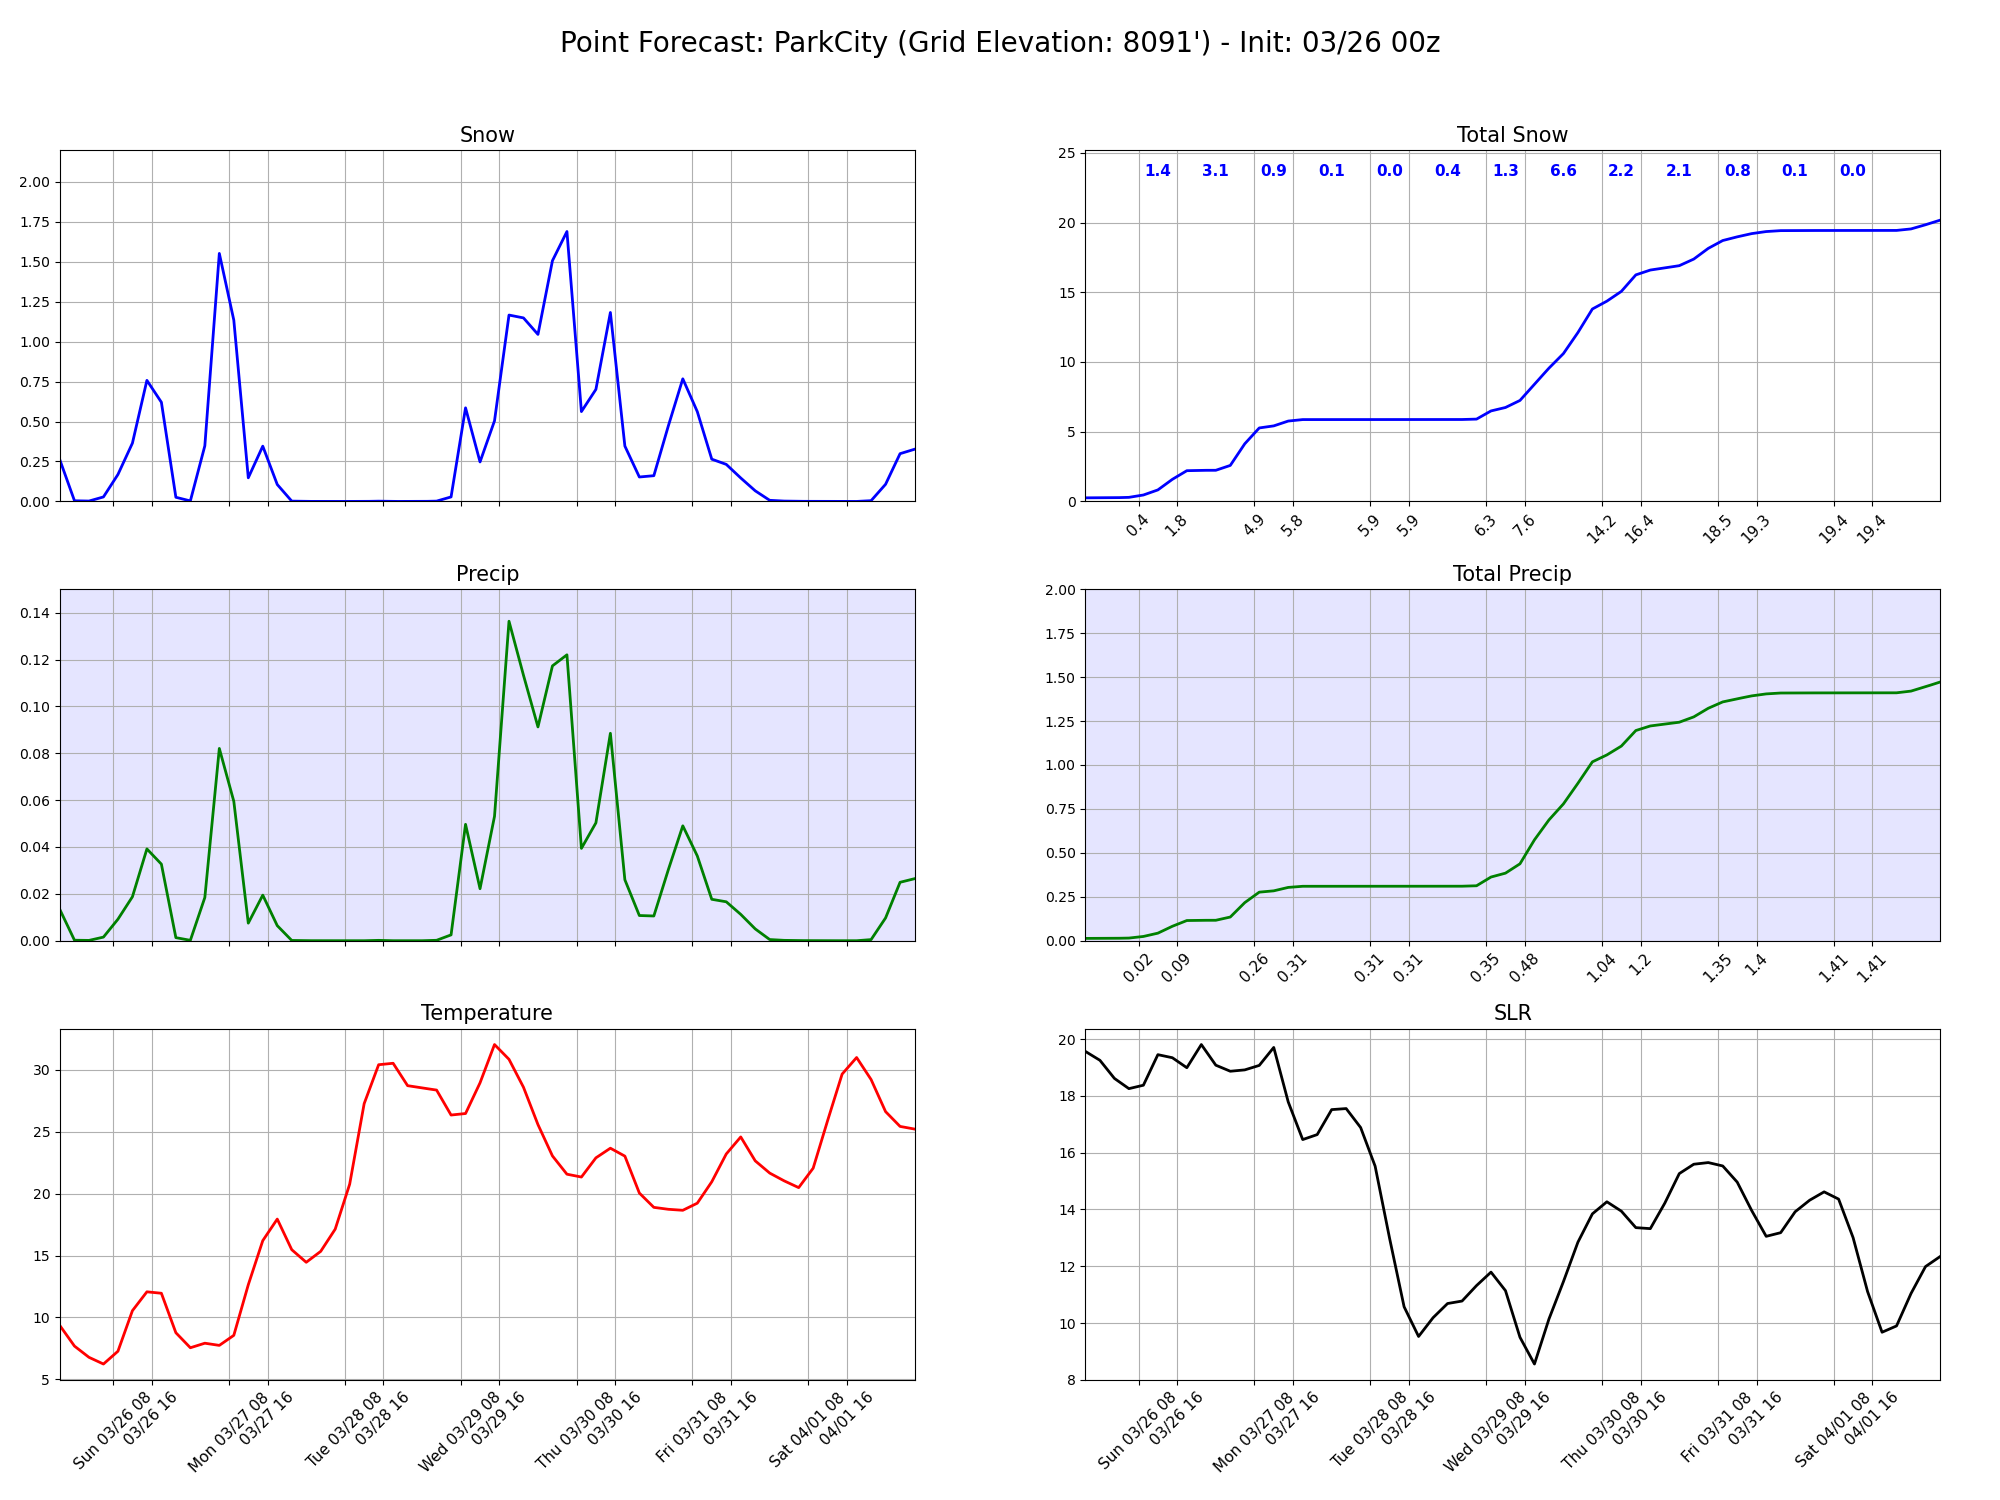 Point Forecast: ParkCity (Grid Elevation: 8091') - Init: 03/26 00z
Snow
2.00
1.75
1.50
1.25
1.00
0.75
0.50
0.25
0.00
Total Snow
25
20
15
10
5
0
1.4 3.1 0.9 0.1 0.0 0.4 1.3 6.6 2.2 2.1 0.8 0.1 0.0
0.4 1.8 4.9 5.8 5.9 5.9 6.3 7.6 14.2 16.4 18.5 19.3 19.4 19.4
Precip
0.14
0.12
0.10
0.08
0.06
0.04
0.02
0.00
Total Precip
2.00
1.75
1.50
1.25
1.00
0.75
0.50
0.25
0.00
0.02 0.09 0.26 0.31 0.31 0.31 0.35 0.48 1.04 1.2 1.35 1.4 1.41 1.41
Temperature
30
25
20
15
10
5
Sun 03/26 08
03/26 16
Mon 03/27 08
03/27 16
Tue 03/28 08
03/28 16
Wed 03/29 08
03/29 16
Thu 03/30 08
03/30 16
Fri 03/31 08
03/31 16
Sat 04/01 08
04/01 16
SLR
20
18
16
14
12
10
8
Sun 03/26 08
03/26 16
Mon 03/27 08
03/27 16
Tue 03/28 08
03/28 16
Wed 03/29 08
03/29 16
Thu 03/30 08
03/30 16
Fri 03/31 08
03/31 16
Sat 04/01 08
04/01 16